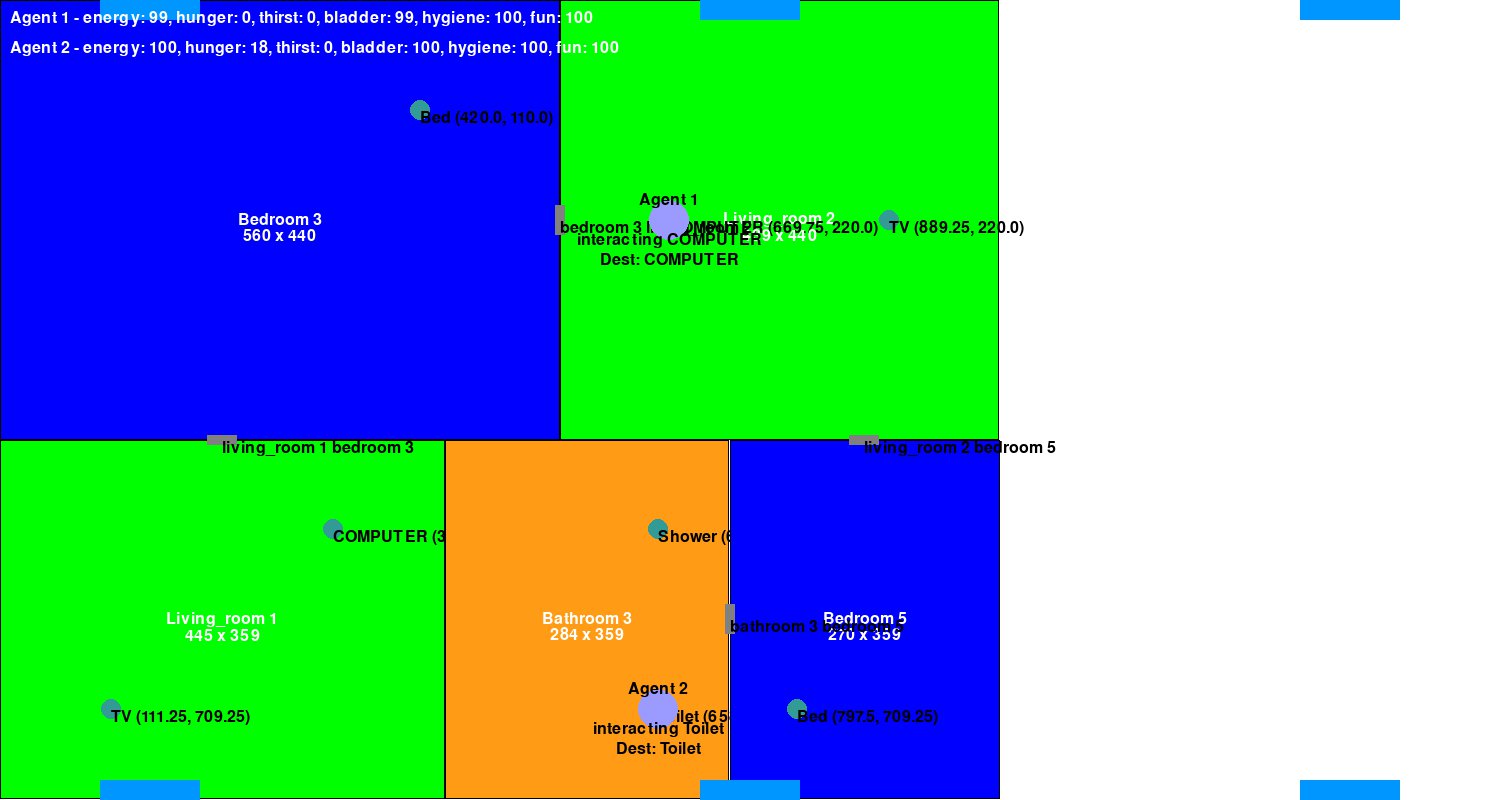 Agent 1 - energy: 99, hunger: 0, thirst: 0, bladder: 99, hygiene: 100, fun: 100
Agent 2 - energy: 100, hunger: 18, thirst: 0, bladder: 100, hygiene: 100, fun: 100
Bed (420.0, 110.0)
Agent 1
Bedroom 3
560 x 440
Living_room 2
9 x 440
bedroom 3
COMPUTER (669.75, 220.0)
TV (889.25, 220.0)
interacting COMPUTER
Dest: COMPUTER
living_room 1 bedroom 3
living_room 2 bedroom 5
COMPUTER (3
Shower (6
Living_room 1
445 x 359
Bathroom 3
284 x 359
Bedroom 5
270 x 359
bathroom 3 bedroom 5
Agent 2
TV (111.25, 709.25)
ilet (65
Bed (797.5, 709.25)
interacting Toilet
Dest: Toilet